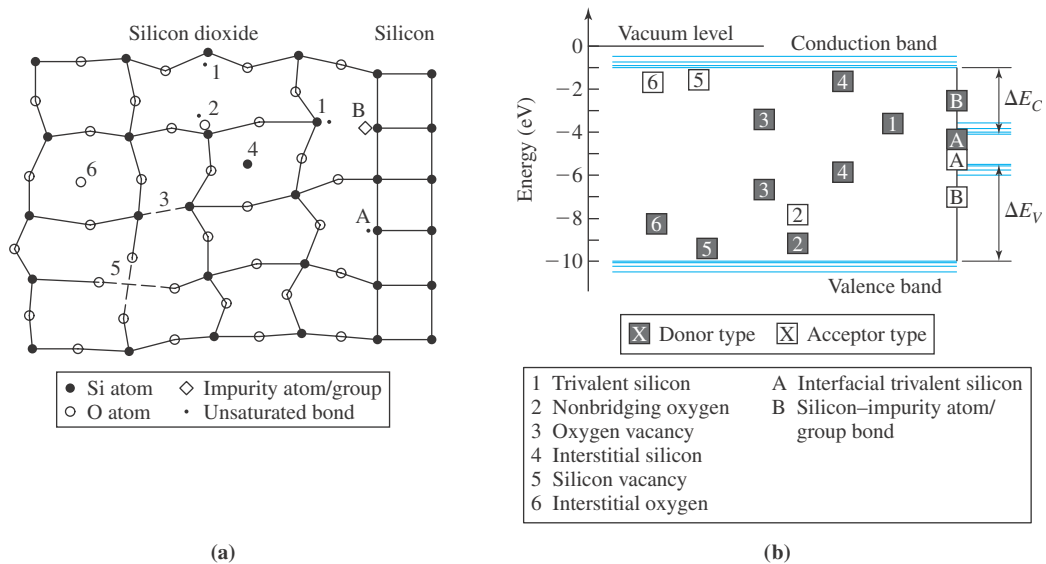 Silicon dioxide Silicon
1
2
1
B
4
6
3
A
5
Si atom
Impurity atom/group
O atom
Unsaturated bond
(a)
Energy (eV)
0
−2
−4
−6
−8
−10
Vacuum level
Conduction band
6
5
4
B
ΔE_C
3
1
A
A
4
3
B
ΔE_V
2
6
2
5
Valence band
X Donor type
X Acceptor type
1 Trivalent silicon
2 Nonbridging oxygen
3 Oxygen vacancy
4 Interstitial silicon
5 Silicon vacancy
6 Interstitial oxygen
A Interfacial trivalent silicon
B Silicon–impurity atom/
group bond
(b)